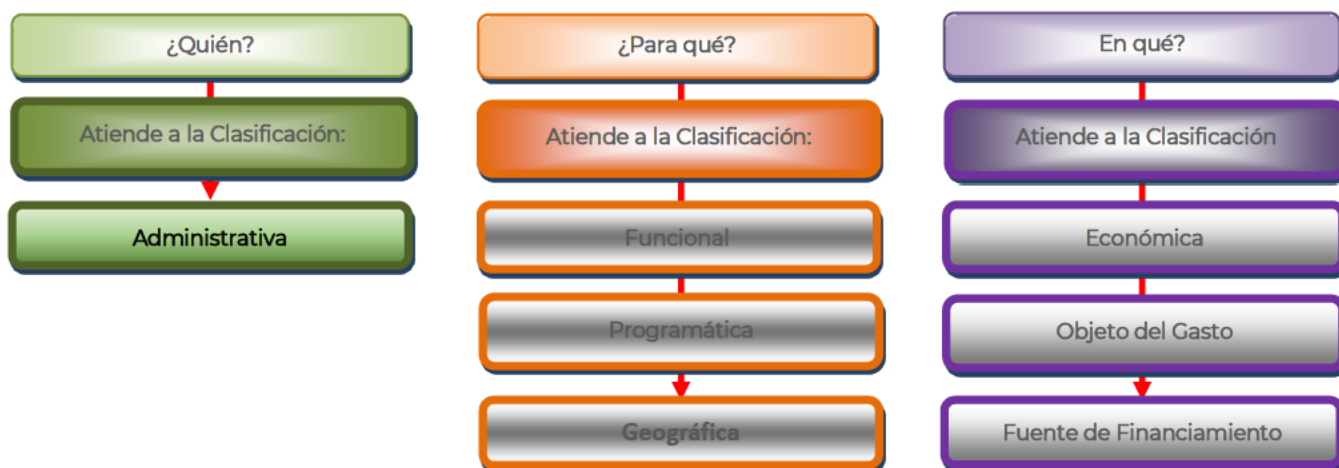 ¿Quién?
Atiende a la Clasificación:
Administrativa
¿Para qué?
Atiende a la Clasificación:
Funcional
Programática
Geográfica
En qué?
Atiende a la Clasificación
Económica
Objeto del Gasto
Fuente de Financiamiento